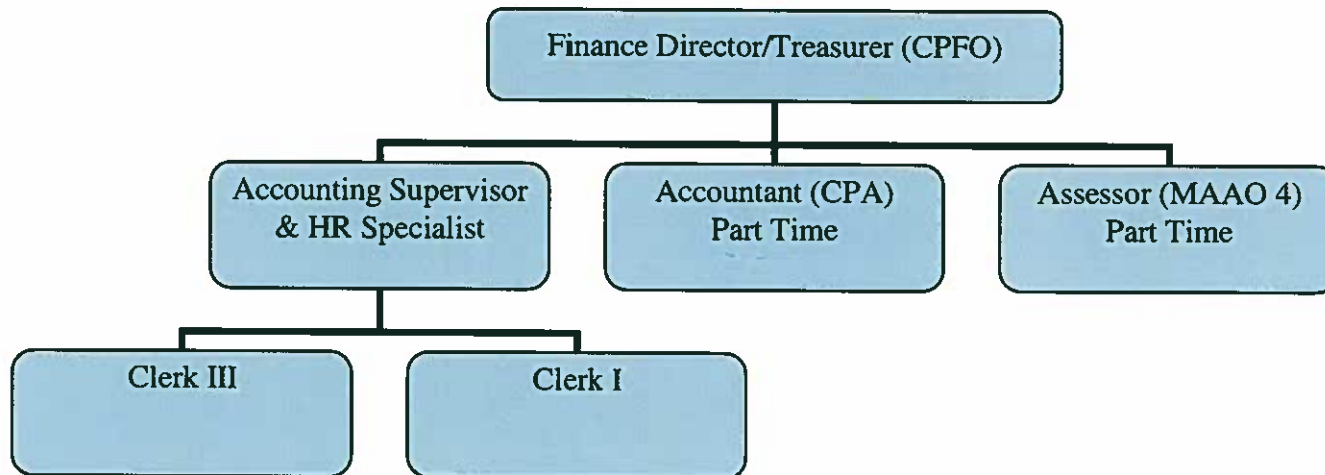 Finance Director/Treasurer (CPFO)
Accounting Supervisor
& HR Specialist
Accountant (CPA)
Part Time
Assessor (MAAO 4)
Part Time
Clerk III
Clerk I